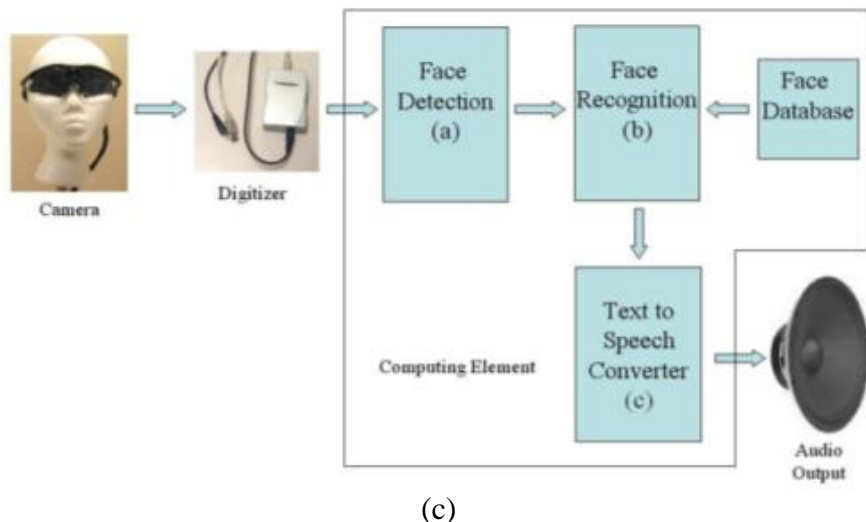 Camera
Digitizer
Face
Detection
(a)
Face
Recognition
(b)
Face
Database
Text to
Speech
Converter
(c)
Computing Element
Audio
Output
(c)